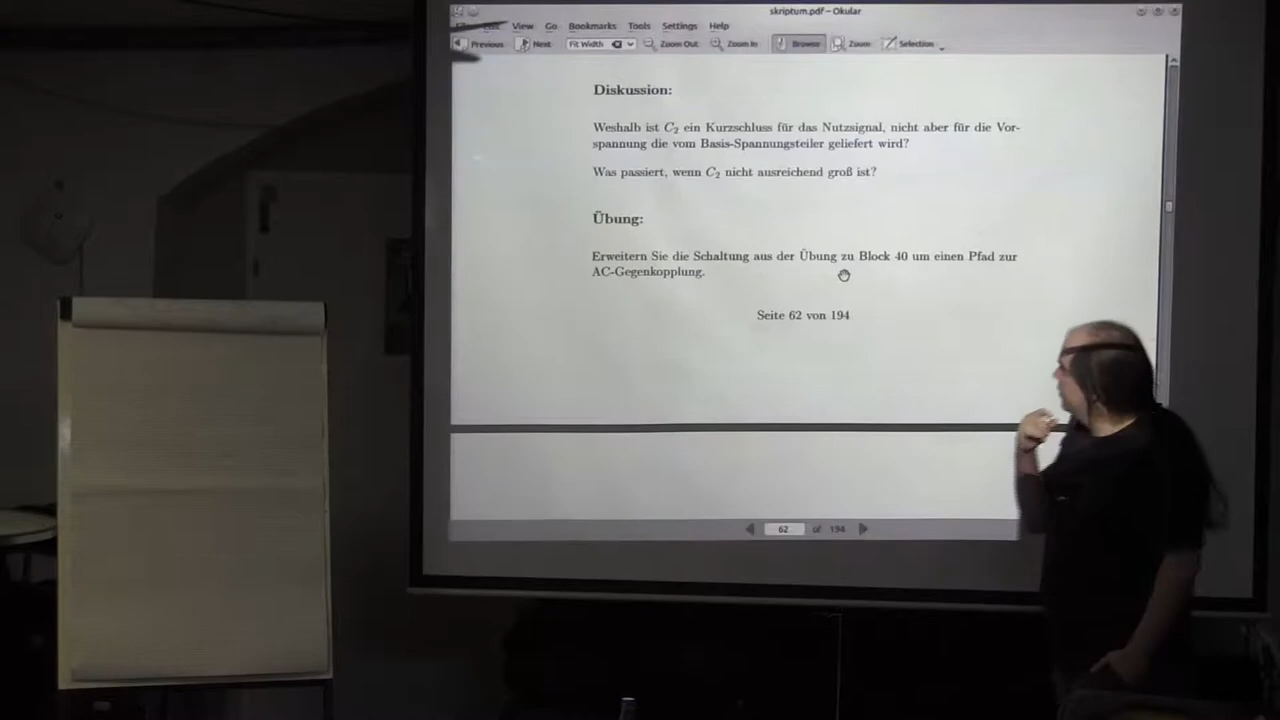 skriptum.pdf – Okular
View Go Bookmarks Tools Settings Help
Previous Next Fit Width Zoom Out Zoom In Browse Zoom Selection
Diskussion:
Weshalb ist C₂ ein Kurzschluss für das Nutzsignal, nicht aber für die Vor-
spannung die vom Basis-Spannungsteiler geliefert wird?
Was passiert, wenn C₂ nicht ausreichend groß ist?
Übung:
Erweitern Sie die Schaltung aus der Übung zu Block 40 um einen Pfad zur
AC-Gegenkopplung.
Seite 62 von 194
62 of 194